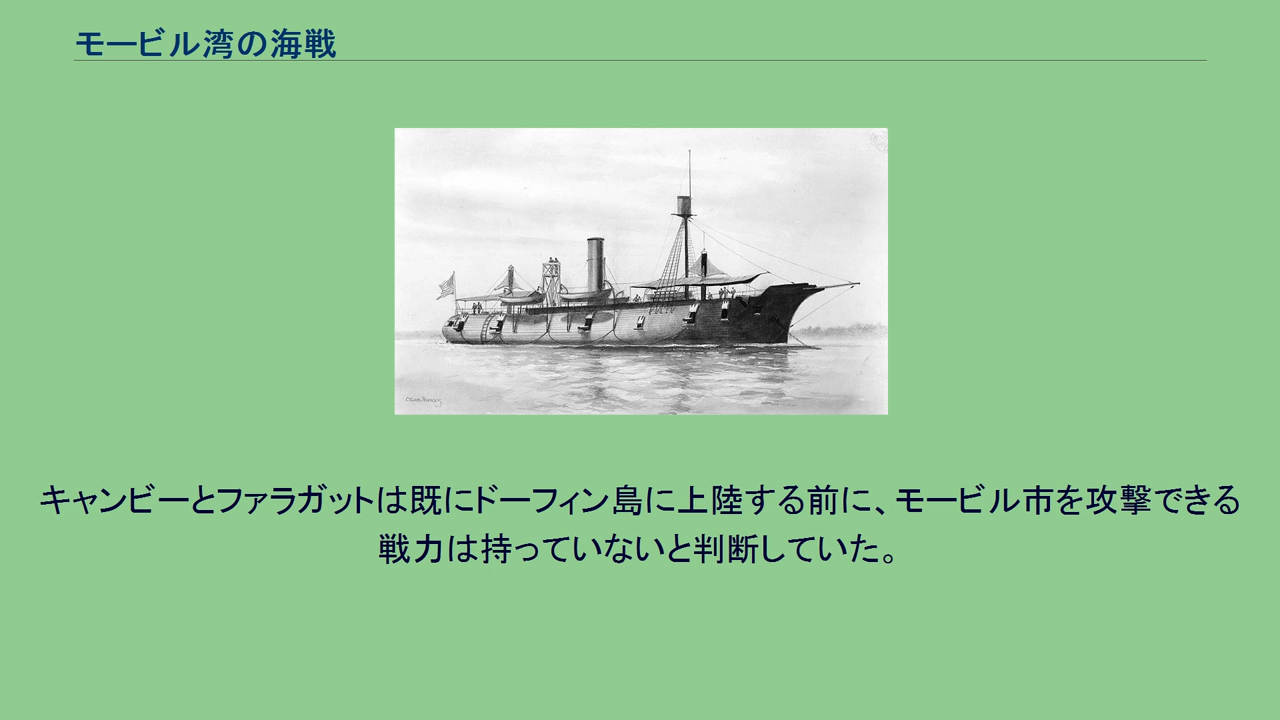 モービル湾の海戦
キャンビーとファラガットは既にドーフィン島に上陸する前に、モービル市を攻撃できる
戦力は持っていないと判断していた。